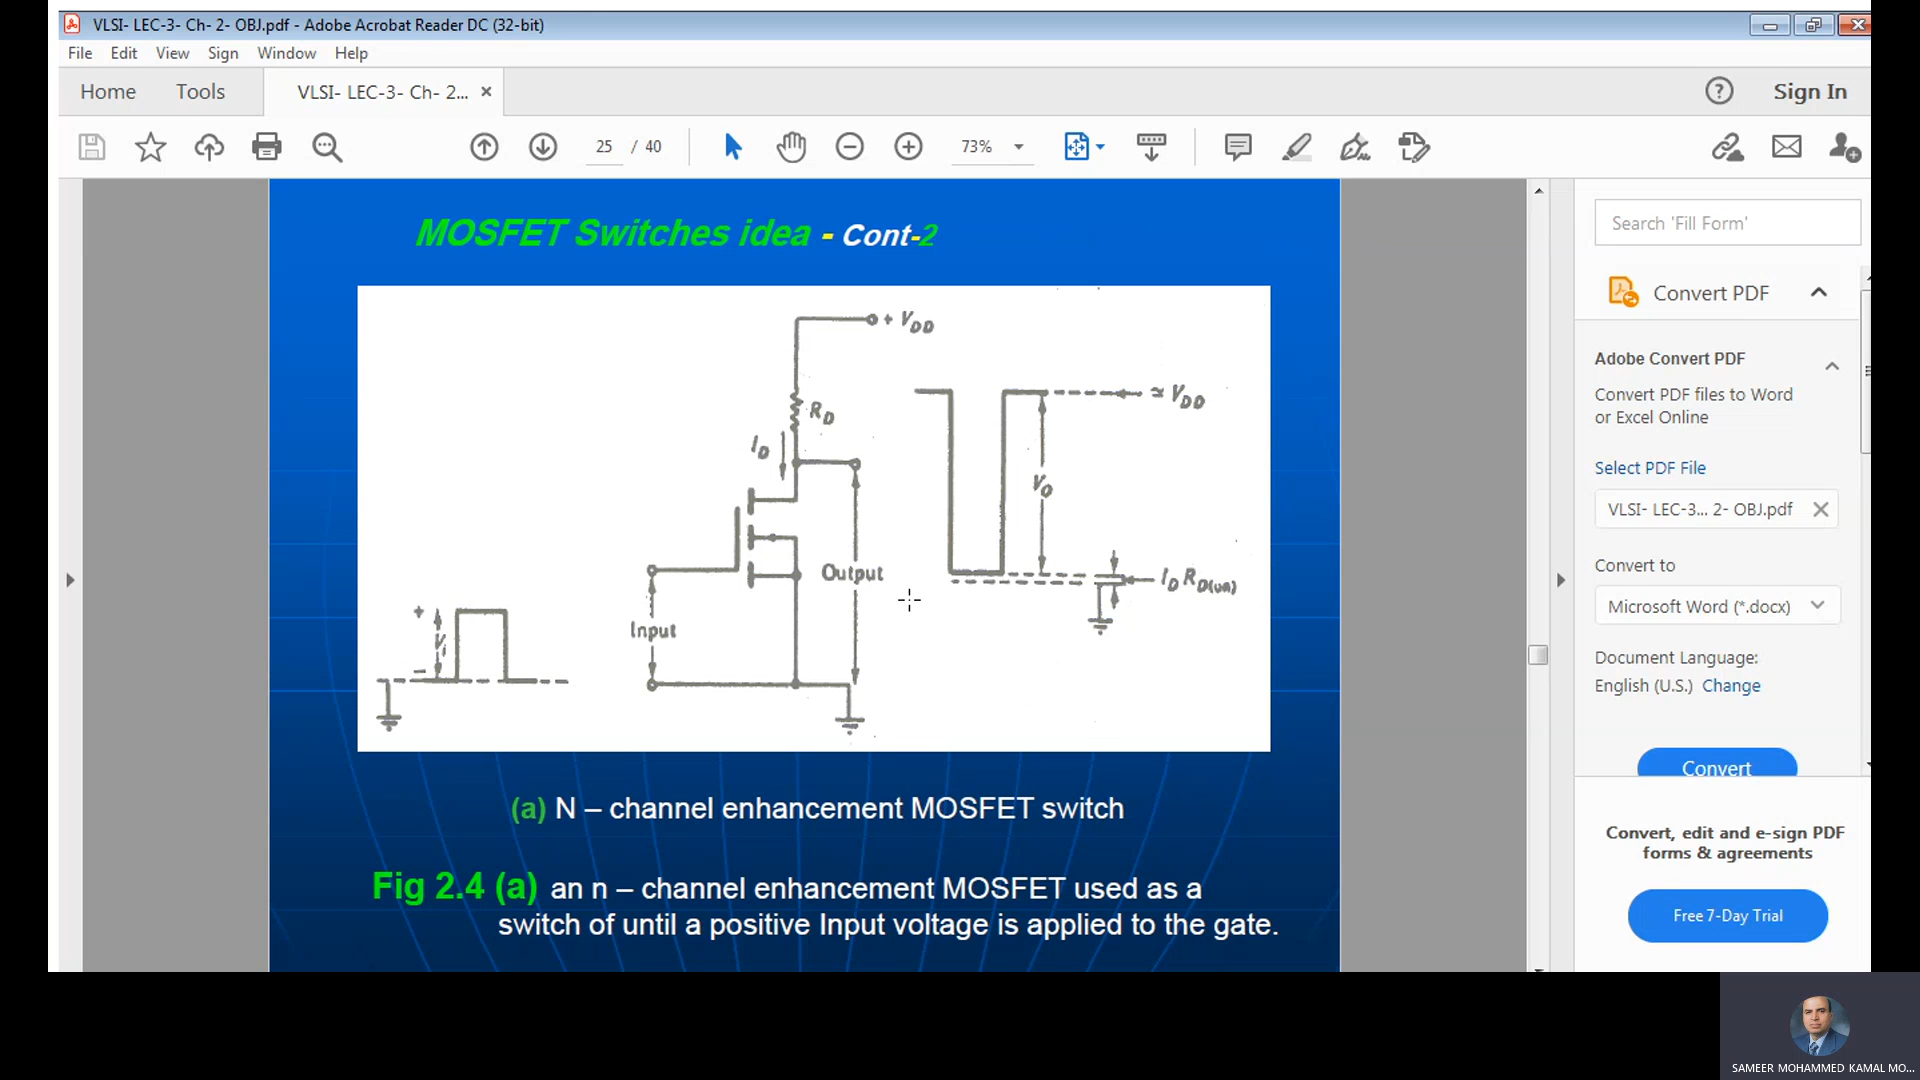 VLSI- LEC-3- Ch- 2- OBJ.pdf - Adobe Acrobat Reader DC (32-bit)
File Edit View Sign Window Help
Home Tools VLSI- LEC-3- Ch- 2... × Sign In
25 / 40 73%
MOSFET Switches idea - Cont-2
+ VDD
RD
ID
≃ VDD
VO
Output
ID RD(on)
Input
+
Vi
−
(a) N – channel enhancement MOSFET switch
Fig 2.4 (a) an n – channel enhancement MOSFET used as a
switch of until a positive Input voltage is applied to the gate.
Search 'Fill Form'
Convert PDF
Adobe Convert PDF
Convert PDF files to Word
or Excel Online
Select PDF File
VLSI- LEC-3... 2- OBJ.pdf
Convert to
Microsoft Word (*.docx)
Document Language:
English (U.S.) Change
Convert
Convert, edit and e-sign PDF
forms & agreements
Free 7-Day Trial
SAMEER MOHAMMED KAMAL MO...